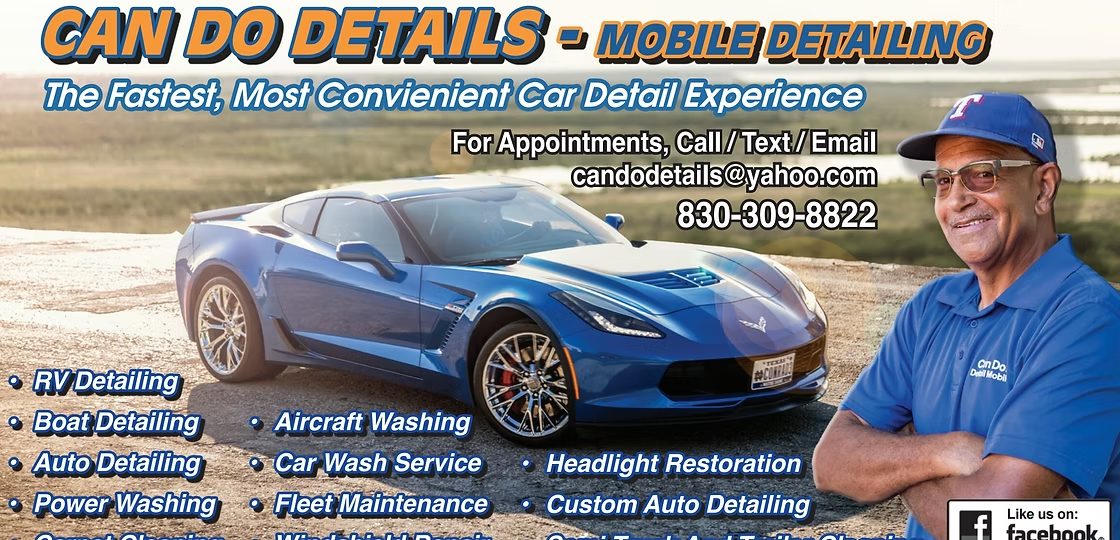 CAN DO DETAILS - MOBILE DETAILING
The Fastest, Most Convienient Car Detail Experience
For Appointments, Call / Text / Email
candodetails@yahoo.com
830-309-8822
T
TEXAS
Can Do
Detail Mobil
• RV Detailing
• Boat Detailing
• Auto Detailing
• Power Washing
• Aircraft Washing
• Car Wash Service
• Fleet Maintenance
• Headlight Restoration
• Custom Auto Detailing
Like us on:
facebook